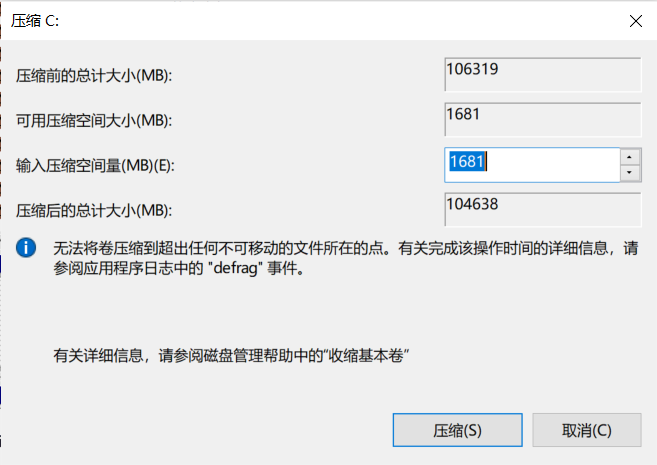 压缩 C:
压缩前的总计大小(MB): 106319
可用压缩空间大小(MB): 1681
输入压缩空间量(MB)(E): 1681
压缩后的总计大小(MB): 104638
无法将卷压缩到超出任何不可移动的文件所在的点。有关完成该操作时间的详细信息，请
参阅应用程序日志中的 "defrag" 事件。
有关详细信息，请参阅磁盘管理帮助中的"收缩基本卷"
压缩(S) 取消(C)